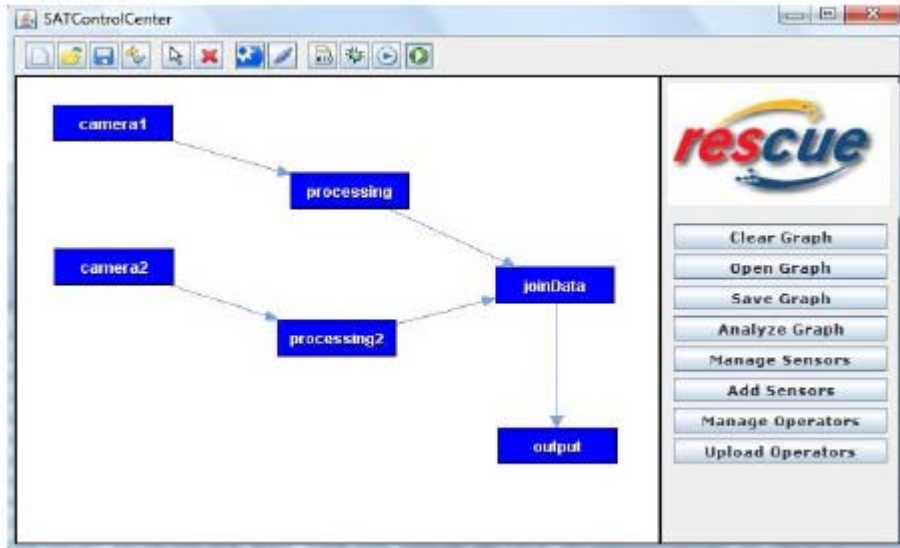 SATControlCenter
camera1
processing
camera2
joinData
processing2
output
rescue
Clear Graph
Open Graph
Save Graph
Analyze Graph
Manage Sensors
Add Sensors
Manage Operators
Upload Operators